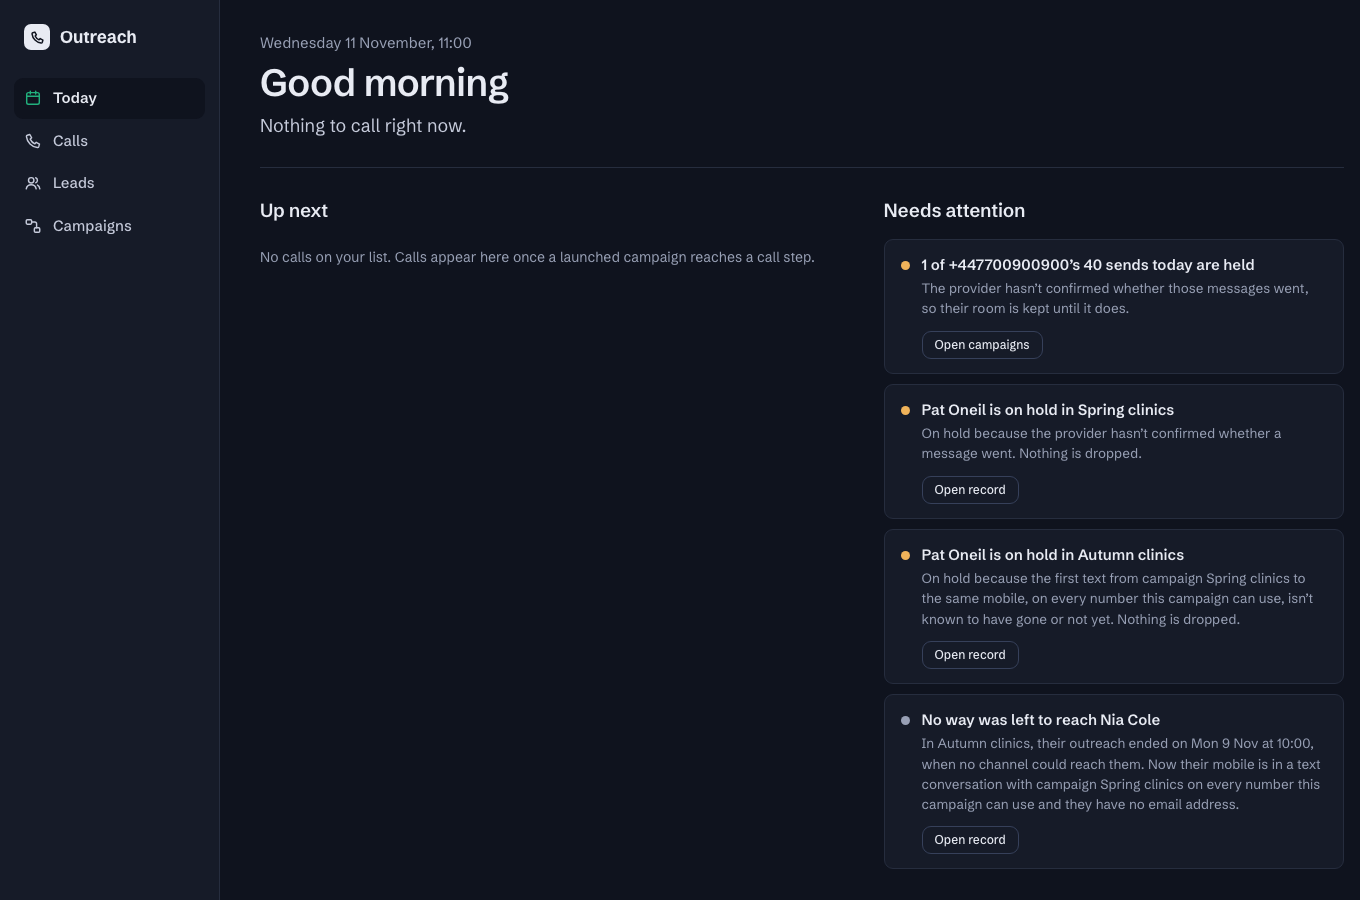 Outreach
Today
Calls
Leads
Campaigns
Wednesday 11 November, 11:00
Good morning
Nothing to call right now.
Up next
No calls on your list. Calls appear here once a launched campaign reaches a call step.
Needs attention
1 of +447700900900’s 40 sends today are held
The provider hasn’t confirmed whether those messages went,
so their room is kept until it does.
Open campaigns
Pat Oneil is on hold in Spring clinics
On hold because the provider hasn’t confirmed whether a
message went. Nothing is dropped.
Open record
Pat Oneil is on hold in Autumn clinics
On hold because the first text from campaign Spring clinics to
the same mobile, on every number this campaign can use, isn’t
known to have gone or not yet. Nothing is dropped.
Open record
No way was left to reach Nia Cole
In Autumn clinics, their outreach ended on Mon 9 Nov at 10:00,
when no channel could reach them. Now their mobile is in a text
conversation with campaign Spring clinics on every number this
campaign can use and they have no email address.
Open record